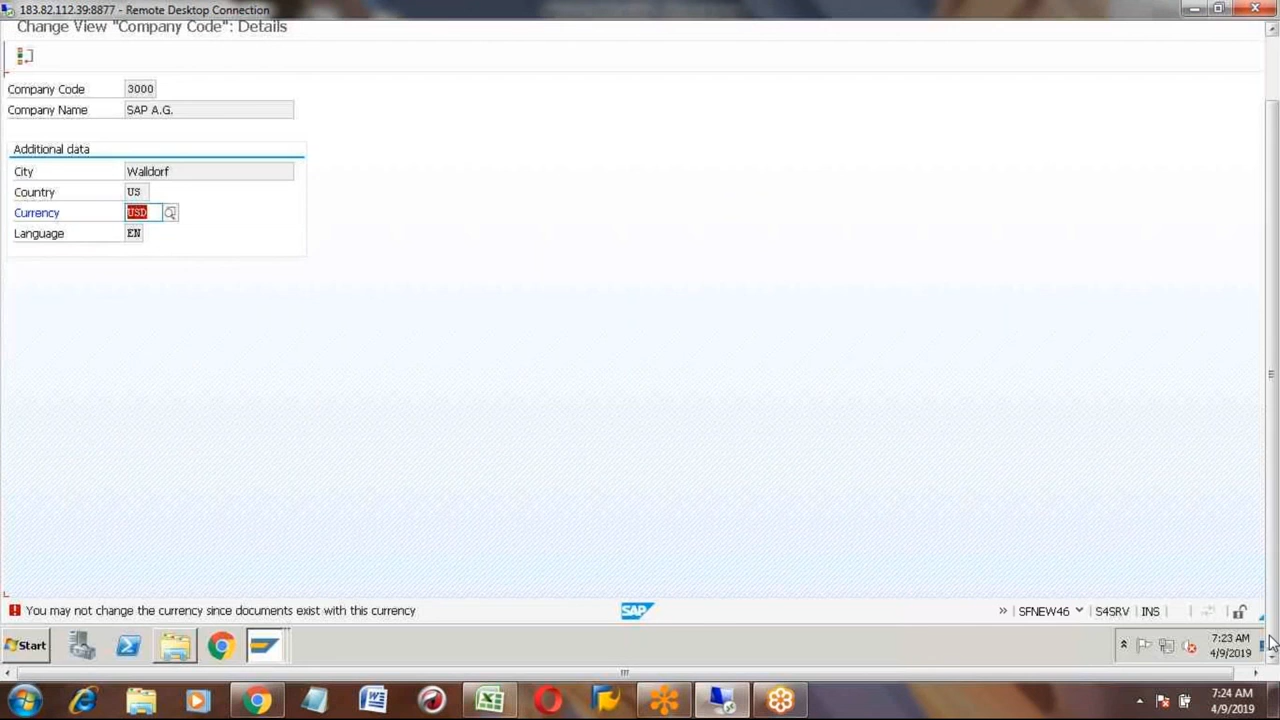 183.82.112.39:8877 - Remote Desktop Connection
Change View "Company Code": Details
Company Code 3000
Company Name SAP A.G.
Additional data
City Walldorf
Country US
Currency USD
Language EN
You may not change the currency since documents exist with this currency
SAP
» SFNEW46 S4SRV INS
Start
7:23 AM
4/9/2019
7:24 AM
4/9/2019